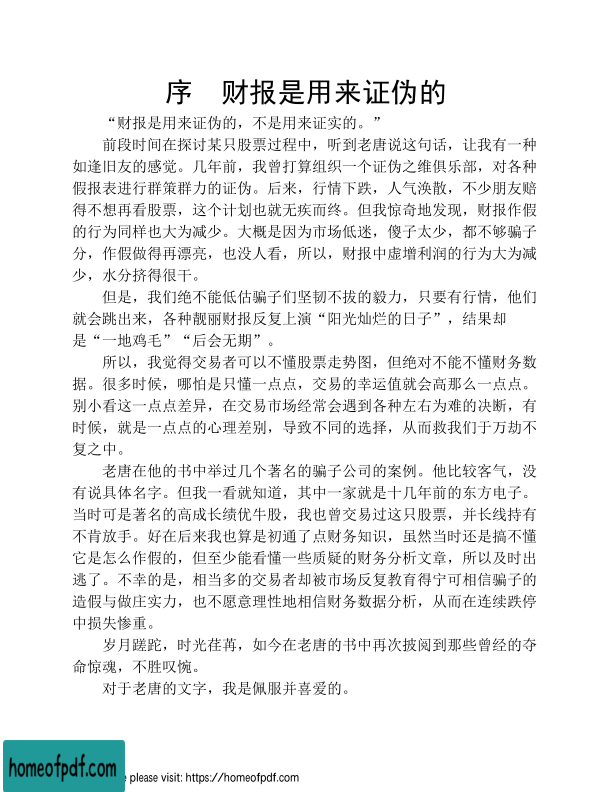 序　财报是用来证伪的
“财报是用来证伪的，不是用来证实的。”
前段时间在探讨某只股票过程中，听到老唐说这句话，让我有一种
如逢旧友的感觉。几年前，我曾打算组织一个证伪之维俱乐部，对各种
假报表进行群策群力的证伪。后来，行情下跌，人气涣散，不少朋友赔
得不想再看股票，这个计划也就无疾而终。但我惊奇地发现，财报作假
的行为同样也大为减少。大概是因为市场低迷，傻子太少，都不够骗子
分，作假做得再漂亮，也没人看，所以，财报中虚增利润的行为大为减
少，水分挤得很干。
但是，我们绝不能低估骗子们坚韧不拔的毅力，只要有行情，他们
就会跳出来，各种靓丽财报反复上演“阳光灿烂的日子”，结果却
是“一地鸡毛”“后会无期”。
所以，我觉得交易者可以不懂股票走势图，但绝对不能不懂财务数
据。很多时候，哪怕是只懂一点点，交易的幸运值就会高那么一点点。
别小看这一点点差异，在交易市场经常会遇到各种左右为难的决断，有
时候，就是一点点的心理差别，导致不同的选择，从而救我们于万劫不
复之中。
老唐在他的书中举过几个著名的骗子公司的案例。他比较客气，没
有说具体名字。但我一看就知道，其中一家就是十几年前的东方电子。
当时可是著名的高成长绩优牛股，我也曾交易过这只股票，并长线持有
不肯放手。好在后来我也算是初通了点财务知识，虽然当时还是搞不懂
它是怎么作假的，但至少能看懂一些质疑的财务分析文章，所以及时出
逃了。不幸的是，相当多的交易者却被市场反复教育得宁可相信骗子的
造假与做庄实力，也不愿意理性地相信财务数据分析，从而在连续跌停
中损失惨重。
岁月蹉跎，时光荏苒，如今在老唐的书中再次披阅到那些曾经的夺
命惊魂，不胜叹惋。
对于老唐的文字，我是佩服并喜爱的。
homeofpdf.com
e please visit: https://homeofpdf.com